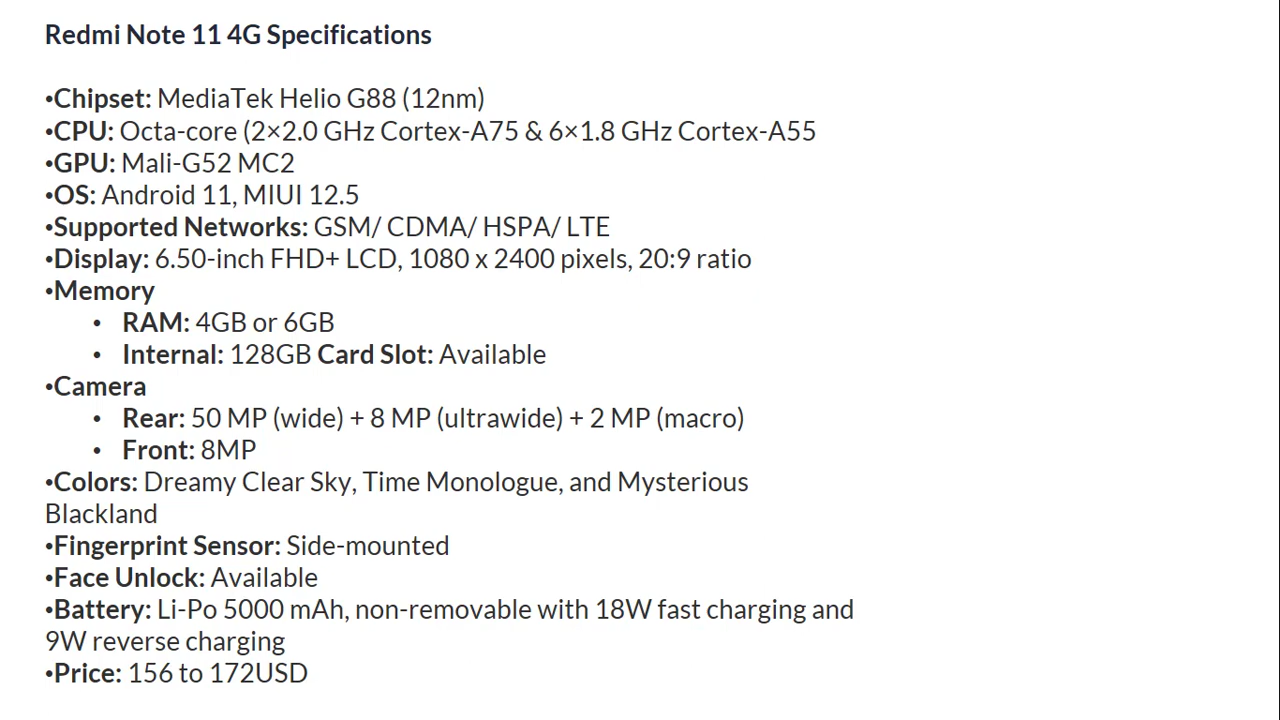 Redmi Note 11 4G Specifications
•Chipset: MediaTek Helio G88 (12nm)
•CPU: Octa-core (2×2.0 GHz Cortex-A75 & 6×1.8 GHz Cortex-A55
•GPU: Mali-G52 MC2
•OS: Android 11, MIUI 12.5
•Supported Networks: GSM/ CDMA/ HSPA/ LTE
•Display: 6.50-inch FHD+ LCD, 1080 x 2400 pixels, 20:9 ratio
•Memory
• RAM: 4GB or 6GB
• Internal: 128GB Card Slot: Available
•Camera
• Rear: 50 MP (wide) + 8 MP (ultrawide) + 2 MP (macro)
• Front: 8MP
•Colors: Dreamy Clear Sky, Time Monologue, and Mysterious
Blackland
•Fingerprint Sensor: Side-mounted
•Face Unlock: Available
•Battery: Li-Po 5000 mAh, non-removable with 18W fast charging and
9W reverse charging
•Price: 156 to 172USD